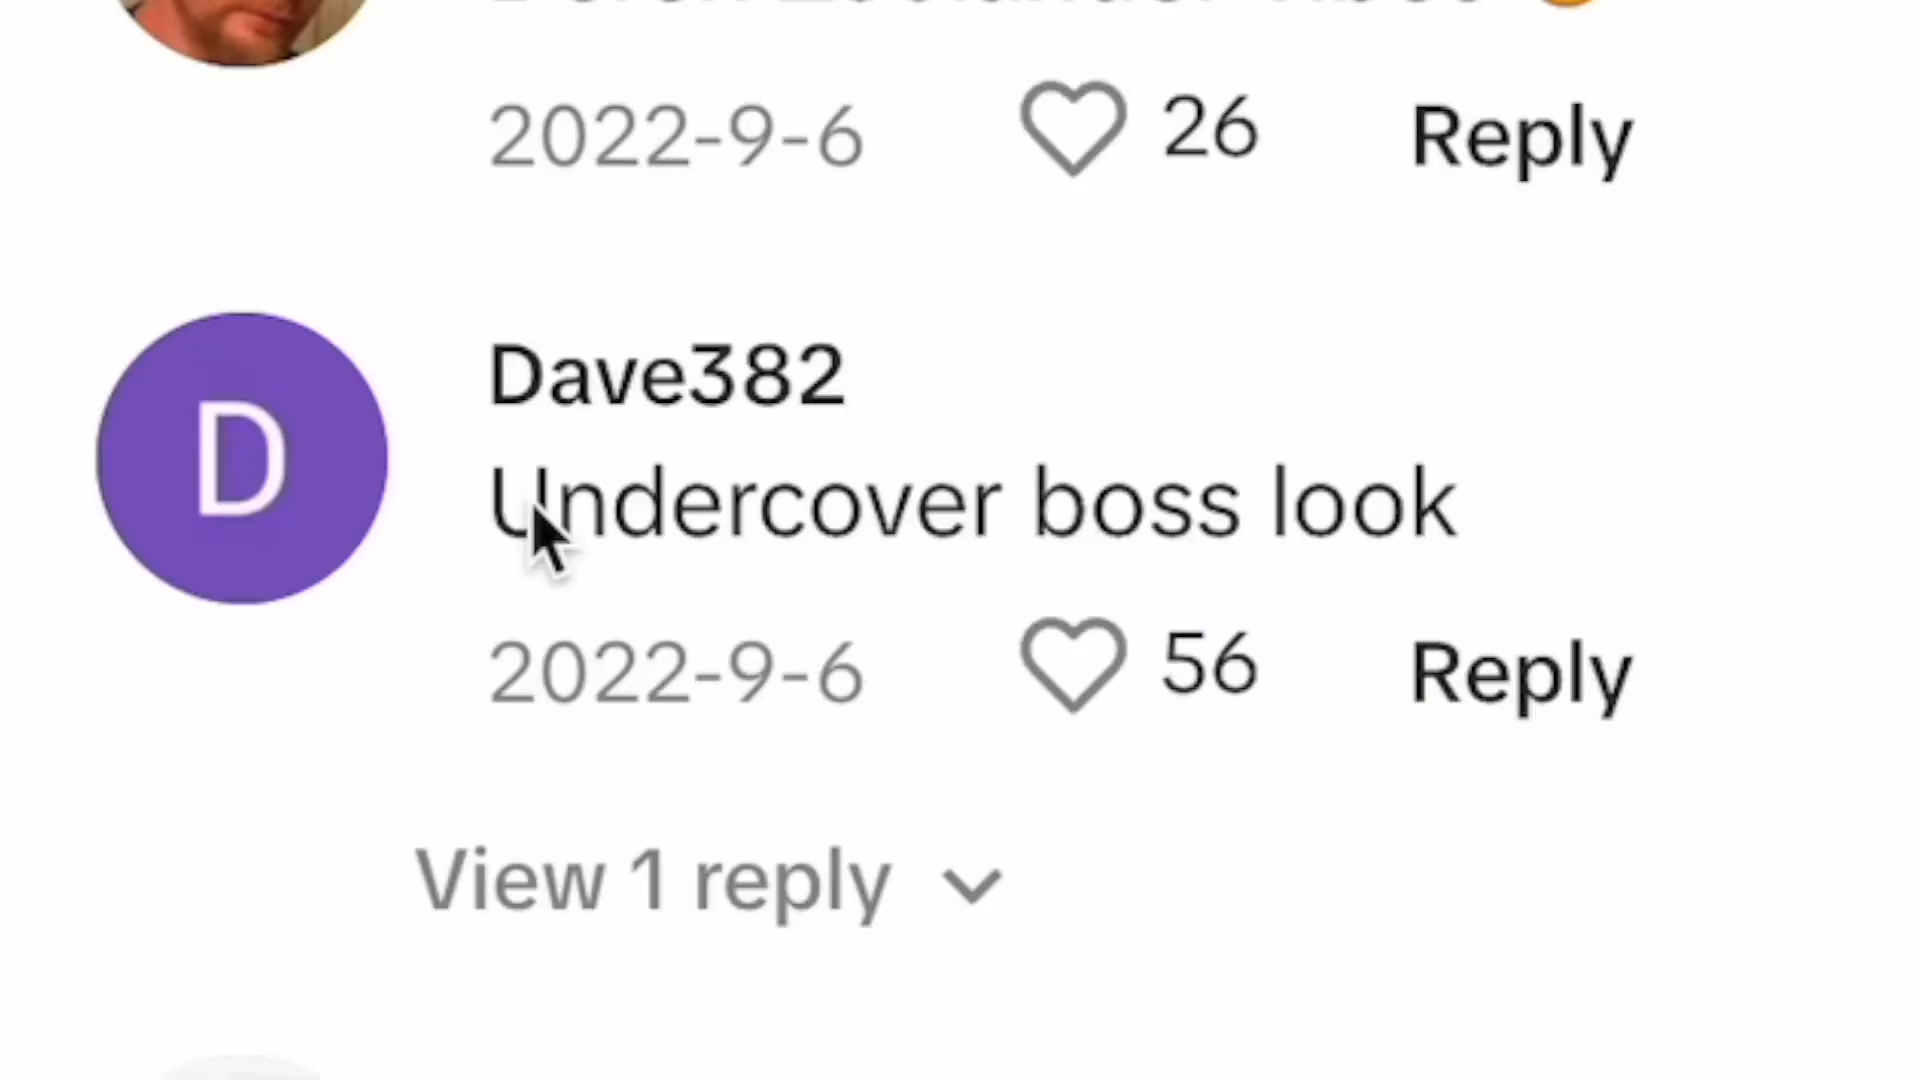 2022-9-6 26 Reply
D
Dave382
Undercover boss look
2022-9-6 56 Reply
View 1 reply